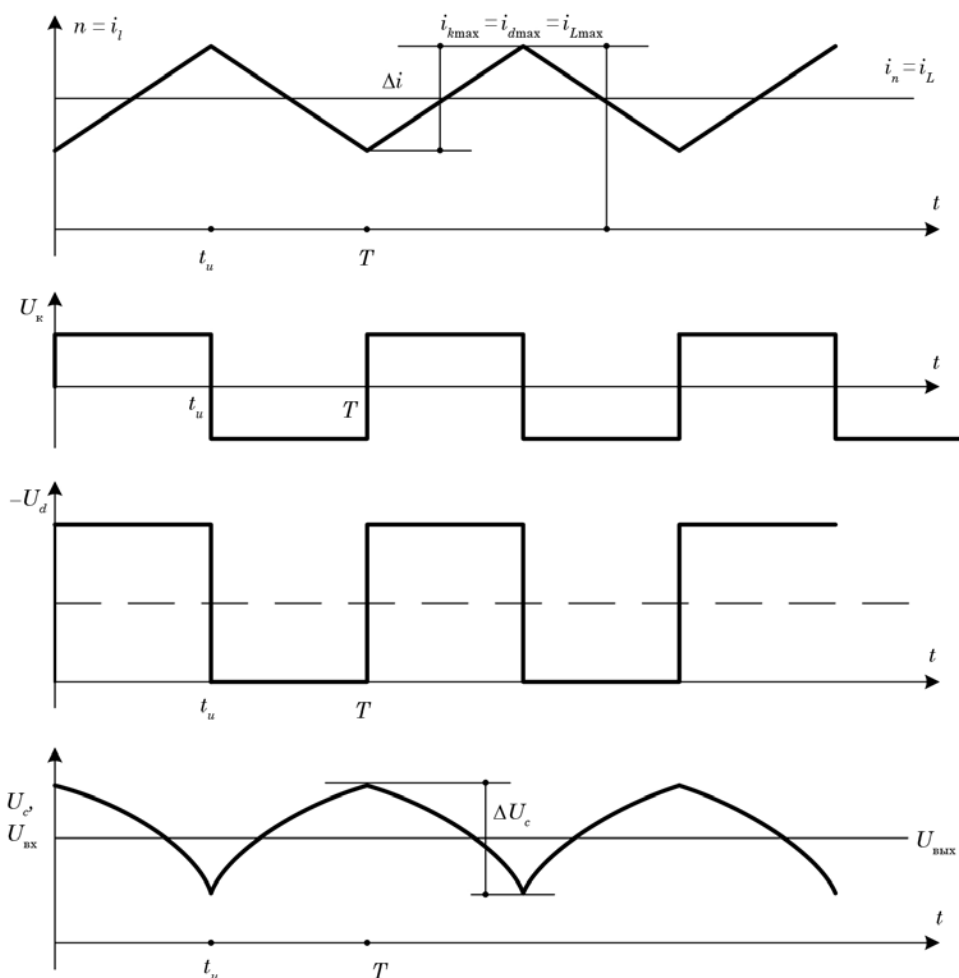 n = i_l
i_kmax = i_dmax = i_Lmax
Δi
i_n = i_L
t
t_u
T
U_к
t
t_u
T
–U_d
t
t_u
T
U_c,
U_вх
ΔU_c
U_вых
t
t_u
T